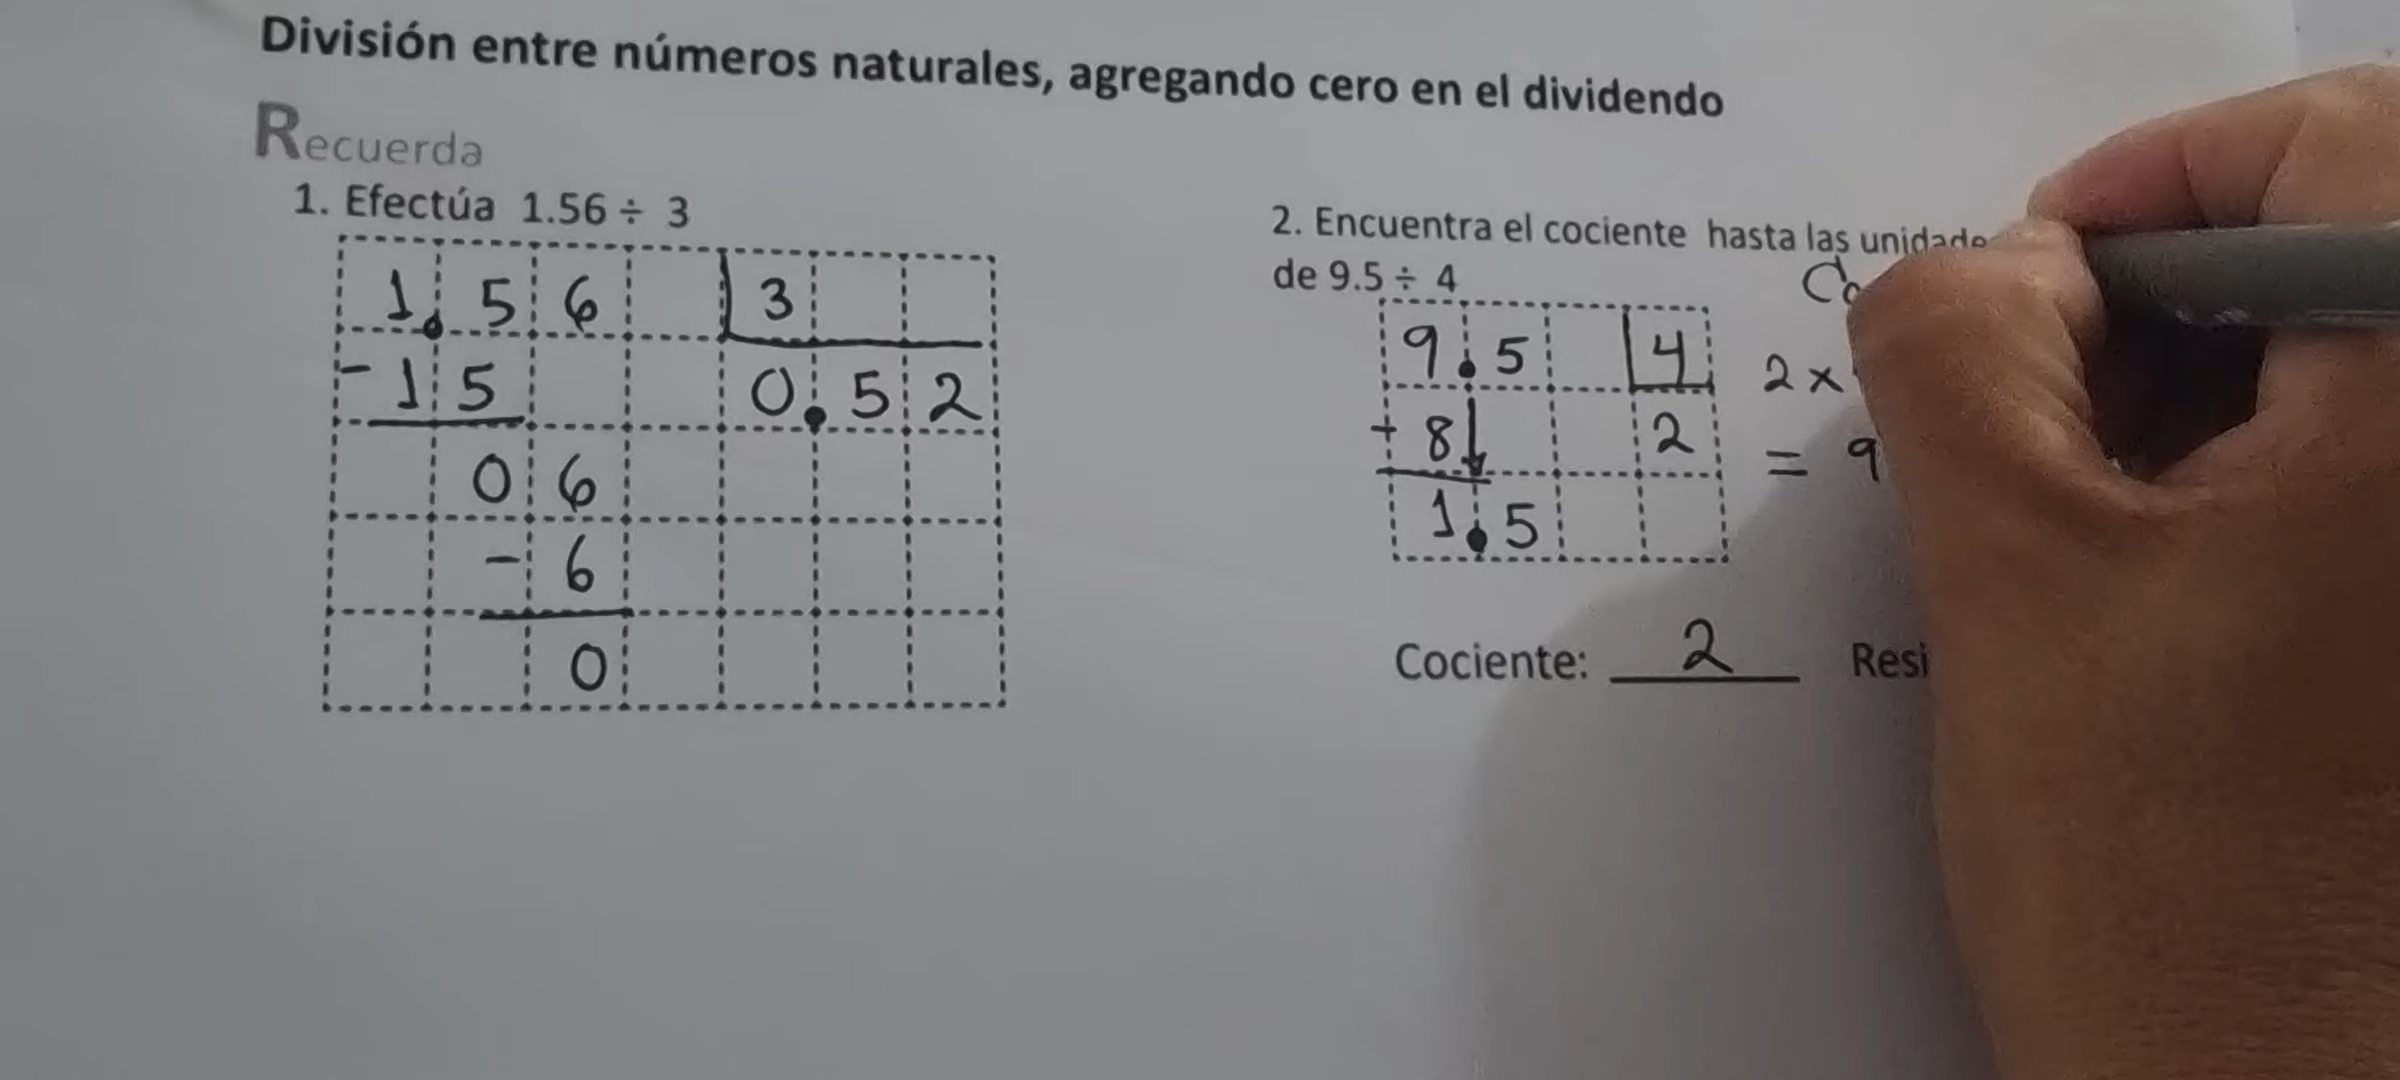 División entre números naturales, agregando cero en el dividendo
Recuerda
1. Efectúa 1.56 ÷ 3
1.56 3
- 15 0.52
06
- 6
0
2. Encuentra el cociente hasta las unidade
de 9.5 ÷ 4
9.5 4 2 ×
+ 8 2 = 9
1.5
Cociente: 2 Resi